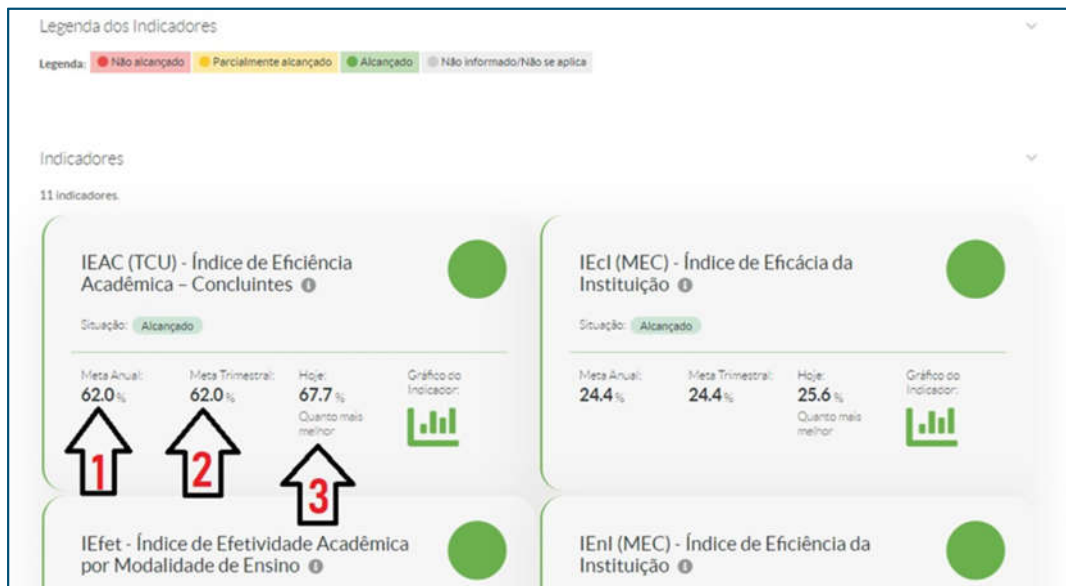 Legenda dos Indicadores
Legenda: Não alcançado Parcialmente alcançado Alcançado Não informado/Não se aplica
Indicadores
11 indicadores.
IEAC (TCU) - Índice de Eficiência
Acadêmica – Concluintes
Situação: Alcançado
Meta Anual: Meta Trimestral: Hoje: Gráfico do
Indicador:
62.0 % 62.0 % 67.7 %
Quanto mais
melhor
1 2 3
IEcI (MEC) - Índice de Eficácia da
Instituição
Situação: Alcançado
Meta Anual: Meta Trimestral: Hoje: Gráfico do
Indicador:
24.4 % 24.4 % 25.6 %
Quanto mais
melhor
IEfet - Índice de Efetividade Acadêmica
por Modalidade de Ensino
IEnI (MEC) - Índice de Eficiência da
Instituição